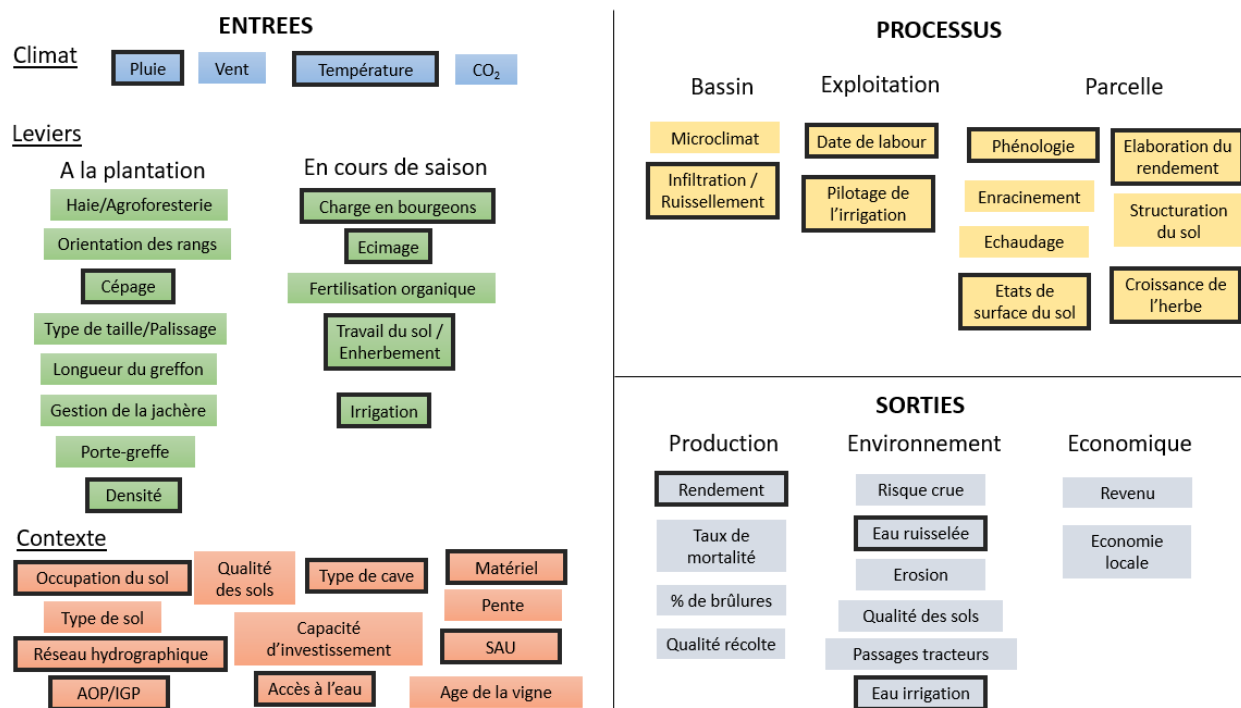 ENTREES
Climat
Pluie
Vent
Température
CO₂
Leviers
A la plantation
Haie/Agroforesterie
Orientation des rangs
Cépage
Type de taille/Palissage
Longueur du greffon
Gestion de la jachère
Porte-greffe
Densité
En cours de saison
Charge en bourgeons
Ecimage
Fertilisation organique
Travail du sol /
Enherbement
Irrigation
Contexte
Occupation du sol
Qualité
des sols
Type de cave
Matériel
Type de sol
Pente
Capacité
d'investissement
Réseau hydrographique
SAU
AOP/IGP
Accès à l'eau
Age de la vigne
PROCESSUS
Bassin
Microclimat
Infiltration /
Ruissellement
Exploitation
Date de labour
Pilotage de
l'irrigation
Parcelle
Phénologie
Elaboration du
rendement
Enracinement
Structuration
du sol
Echaudage
Etats de
surface du sol
Croissance de
l'herbe
SORTIES
Production
Rendement
Taux de
mortalité
% de brûlures
Qualité récolte
Environnement
Risque crue
Eau ruisselée
Erosion
Qualité des sols
Passages tracteurs
Eau irrigation
Economique
Revenu
Economie
locale